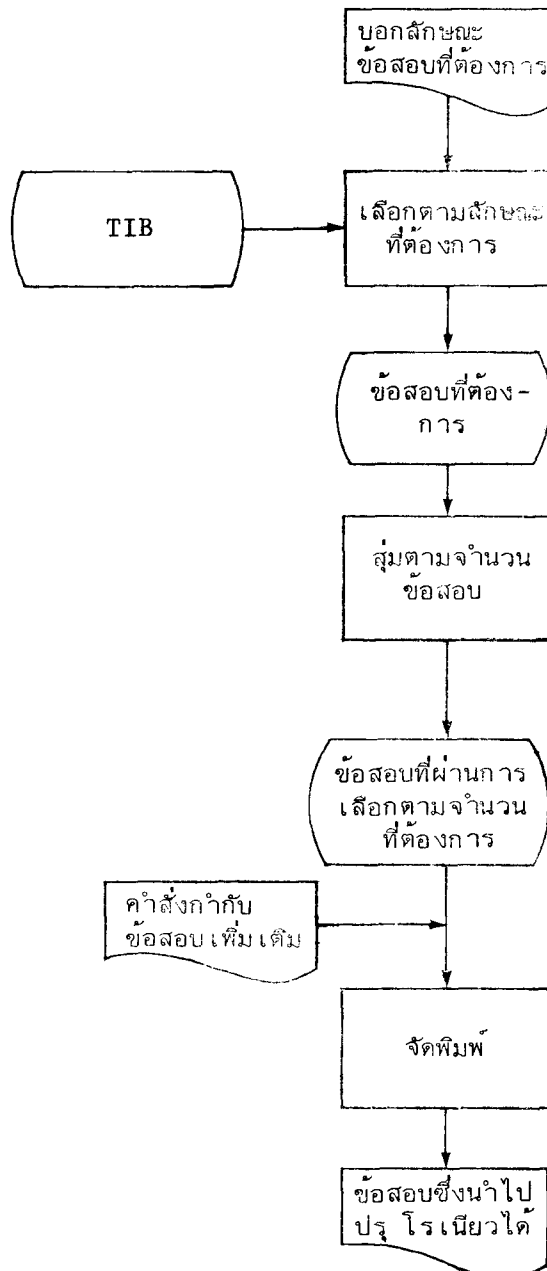 บอกลักษณะ
ข้อสอบที่ต้องการ
TIB
เลือกตามลักษณะ
ที่ต้องการ
ข้อสอบที่ต้อง-
การ
สุ่มตามจำนวน
ข้อสอบ
ข้อสอบที่ผ่านการ
เลือกตามจำนวน
ที่ต้องการ
คำสั่งกำกับ
ข้อสอบเพิ่มเติม
จัดพิมพ์
ข้อสอบซึ่งนำไป
ปรุ โรเนียวได้